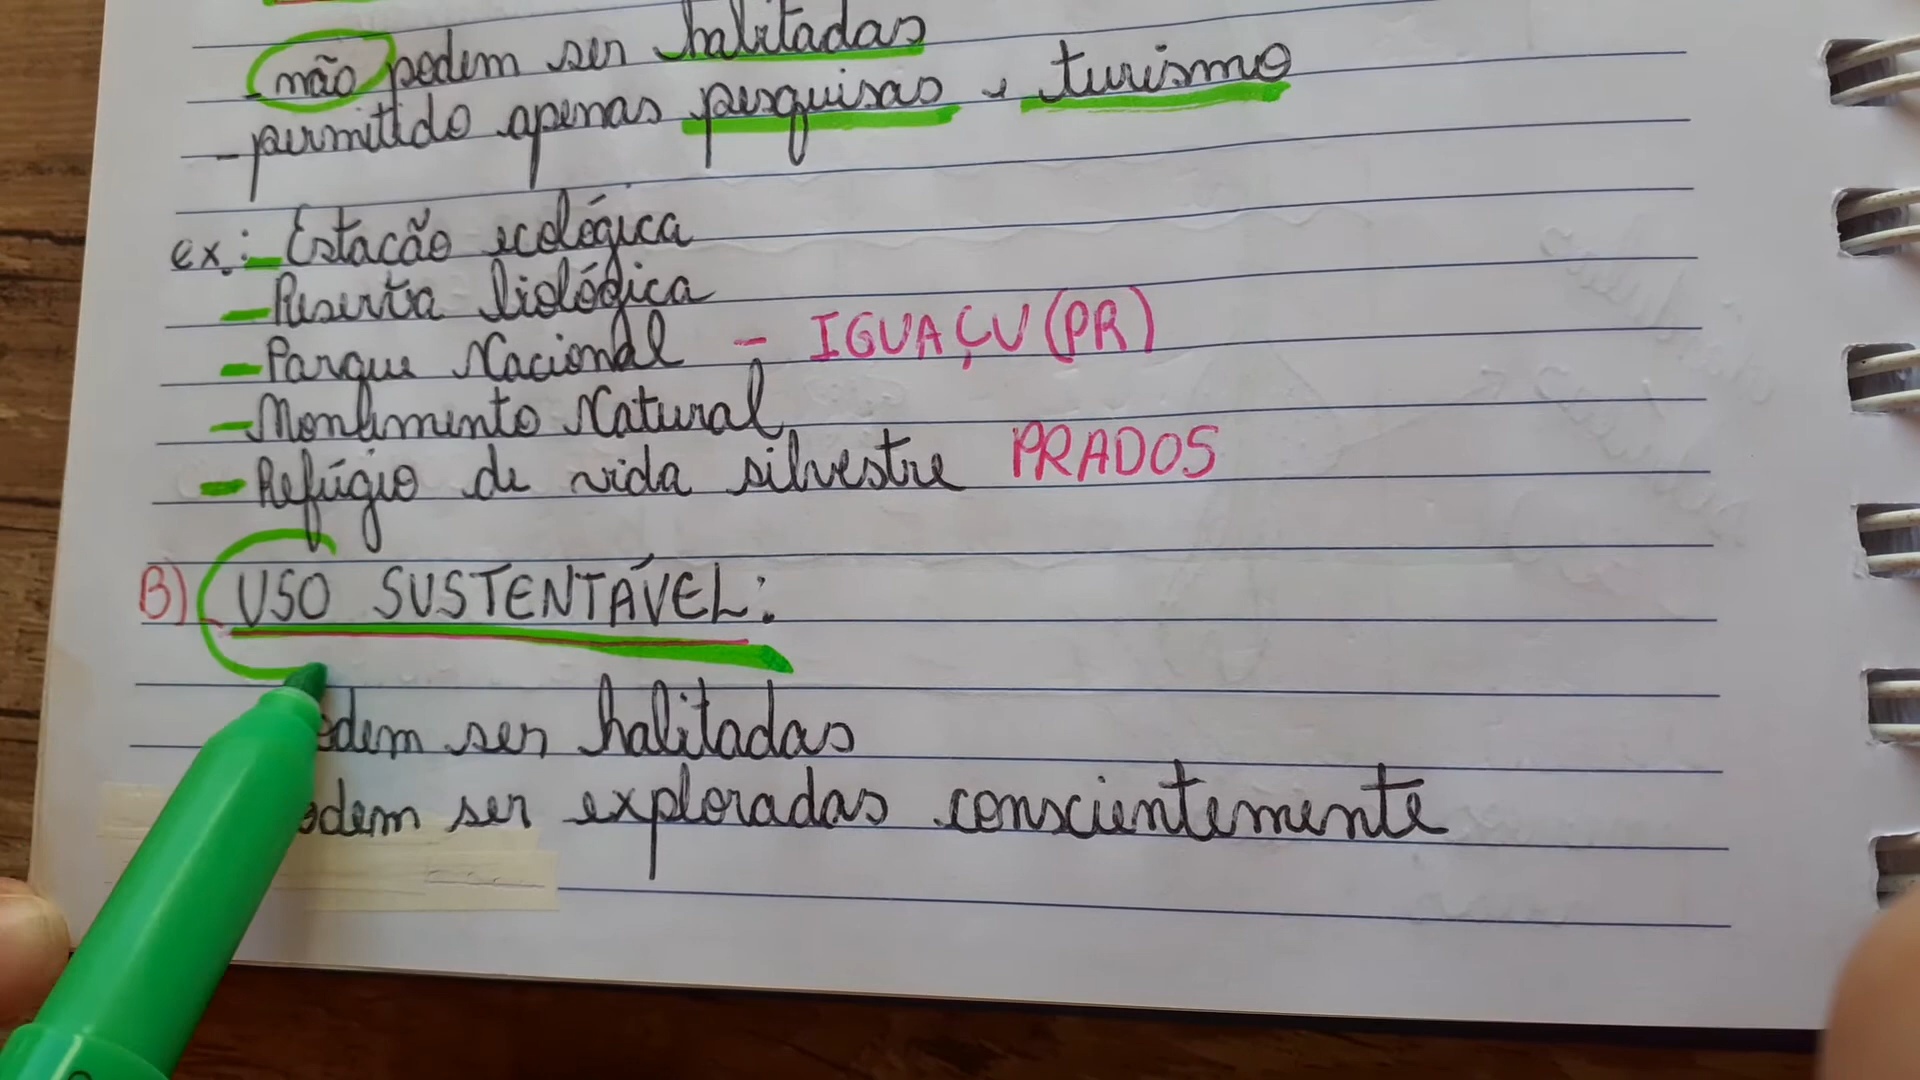 - não podem ser habitadas
- permitido apenas pesquisas e turismo
ex.: - Estação ecológica
- Reserva biológica
- Parque Nacional - IGUAÇU (PR)
- Monumento Natural
- Refúgio de vida silvestre PRADOS
B) USO SUSTENTÁVEL:
odem ser habitadas
odem ser exploradas conscientemente